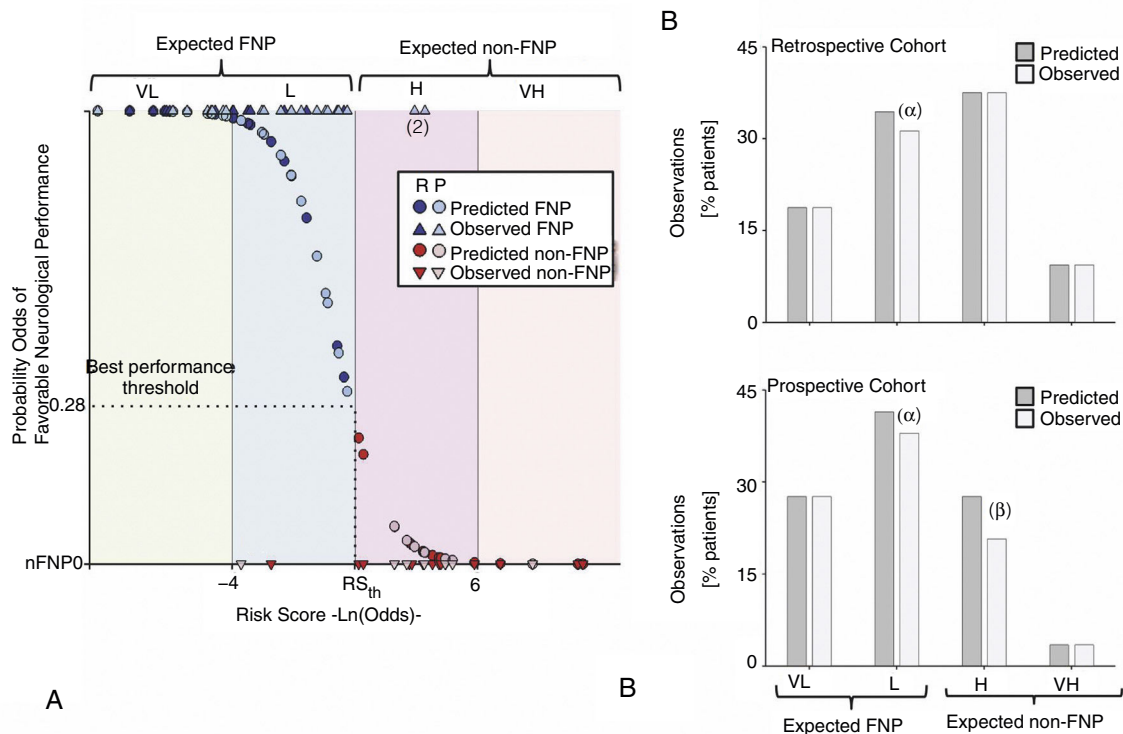 Expected FNP
Expected non-FNP
VL
L
H
VH
(2)
R P
Predicted FNP
Observed FNP
Predicted non-FNP
Observed non-FNP
Probability Odds of
Favorable Neurological Performance
Best performance
threshold
0.28
nFNP0
−4
RSth
6
Risk Score -Ln(Odds)-
A
B
Retrospective Cohort
Predicted
Observed
Observations
[% patients]
45
30
15
0
(α)
Prospective Cohort
Predicted
Observed
Observations
[% patients]
45
30
15
0
(α)
(β)
VL
L
H
VH
Expected FNP
Expected non-FNP
B